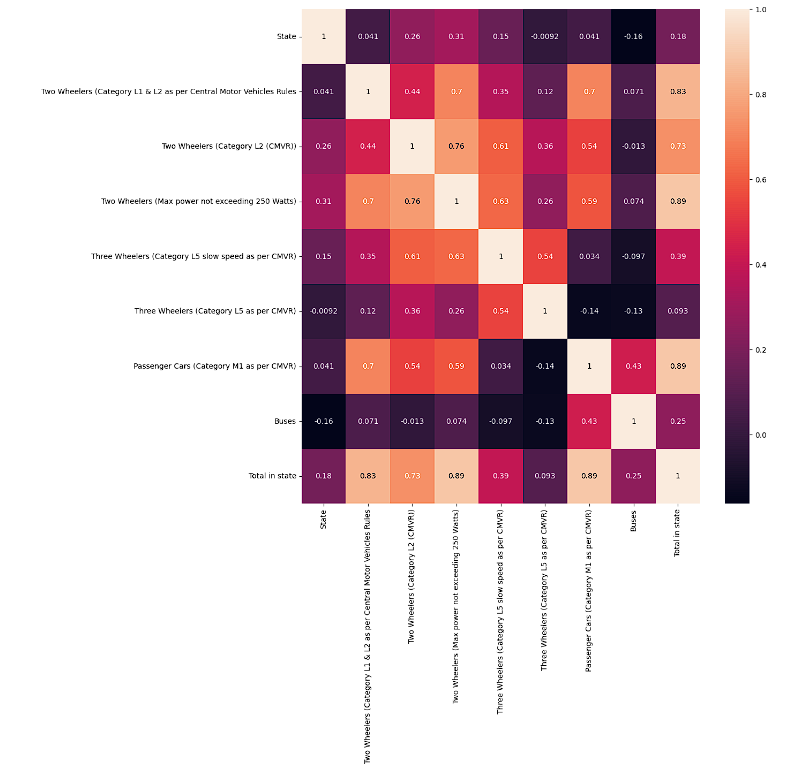 State 1 0.041 0.26 0.31 0.15 -0.0092 0.041 -0.16 0.18
Two Wheelers (Category L1 & L2 as per Central Motor Vehicles Rules 0.041 1 0.44 0.7 0.35 0.12 0.7 0.071 0.83
Two Wheelers (Category L2 (CMVR)) 0.26 0.44 1 0.76 0.61 0.36 0.54 -0.013 0.73
Two Wheelers (Max power not exceeding 250 Watts) 0.31 0.7 0.76 1 0.63 0.26 0.59 0.074 0.89
Three Wheelers (Category L5 slow speed as per CMVR) 0.15 0.35 0.61 0.63 1 0.54 0.034 -0.097 0.39
Three Wheelers (Category L5 as per CMVR) -0.0092 0.12 0.36 0.26 0.54 1 -0.14 -0.13 0.093
Passenger Cars (Category M1 as per CMVR) 0.041 0.7 0.54 0.59 0.034 -0.14 1 0.43 0.89
Buses -0.16 0.071 -0.013 0.074 -0.097 -0.13 0.43 1 0.25
Total in state 0.18 0.83 0.73 0.89 0.39 0.093 0.89 0.25 1
State
Two Wheelers (Category L1 & L2 as per Central Motor Vehicles Rules
Two Wheelers (Category L2 (CMVR))
Two Wheelers (Max power not exceeding 250 Watts)
Three Wheelers (Category L5 slow speed as per CMVR)
Three Wheelers (Category L5 as per CMVR)
Passenger Cars (Category M1 as per CMVR)
Buses
Total in state
1.0
0.8
0.6
0.4
0.2
0.0